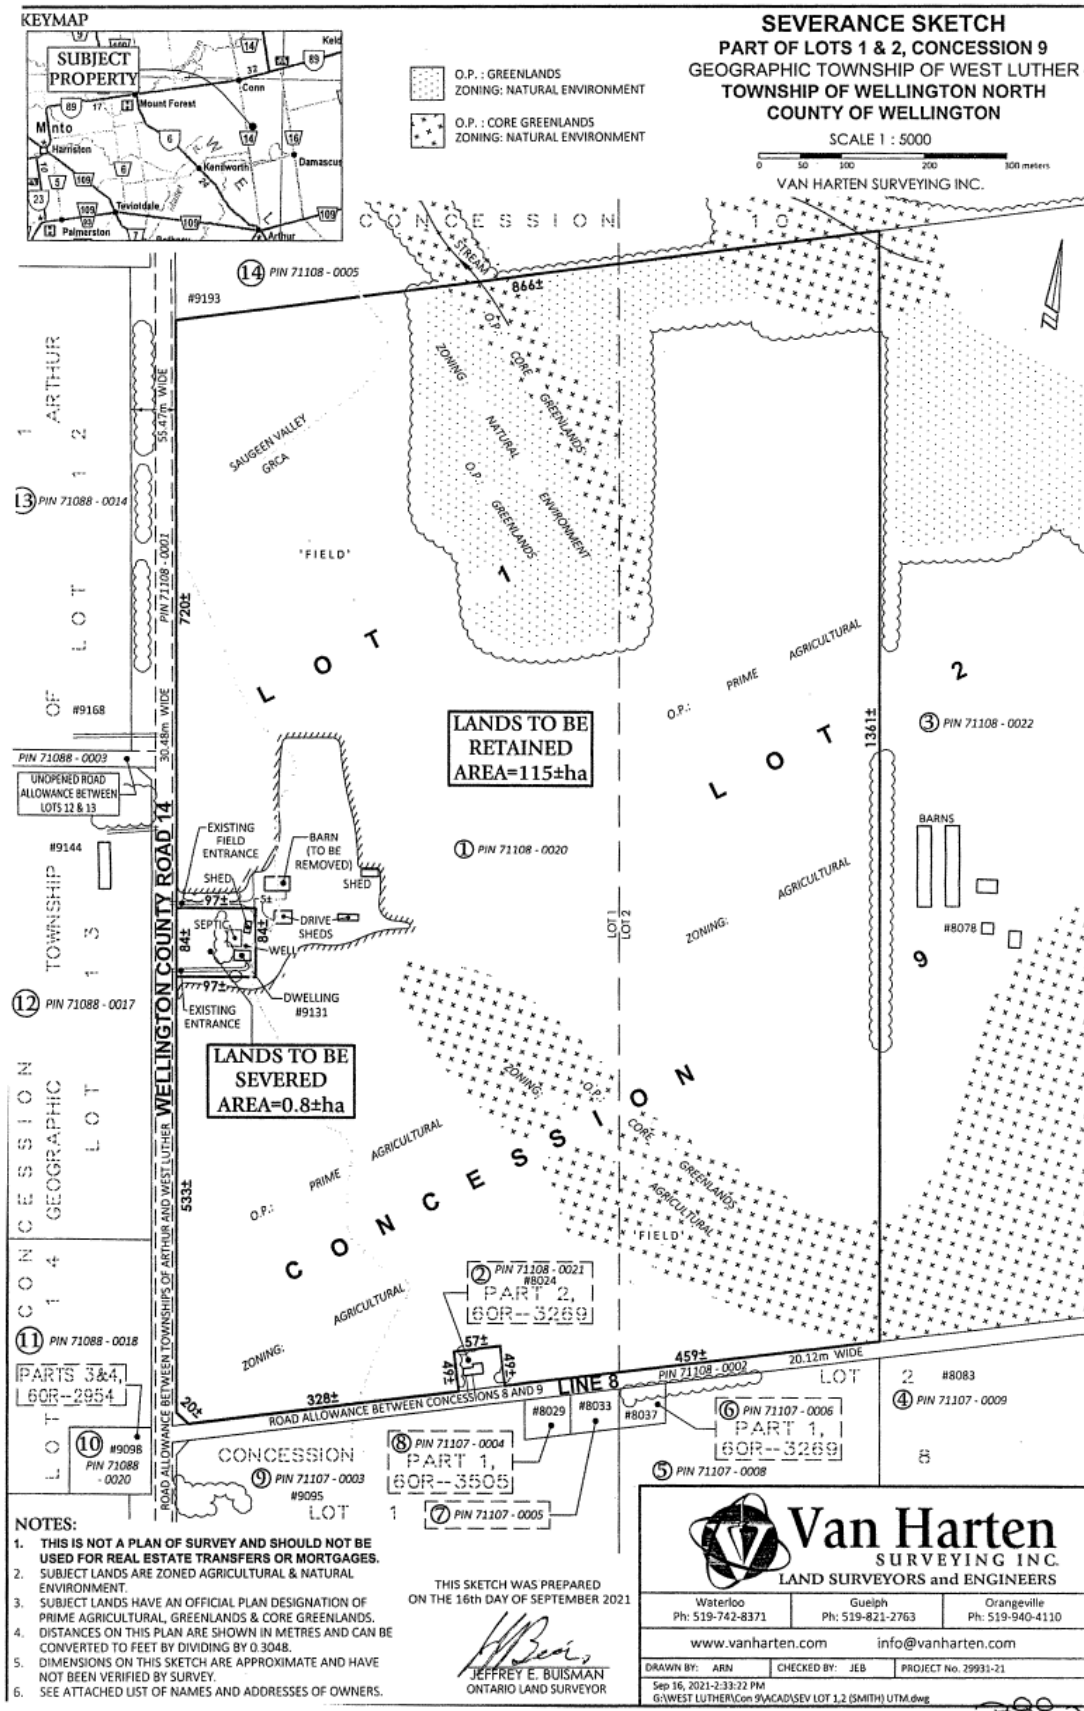 KEYMAP
SUBJECT
PROPERTY
Mount Forest
Conn
Minto
Harriston
Kenilworth
Damascus
Teviotdale
Palmerston
Arthur
O.P. : GREENLANDS
ZONING: NATURAL ENVIRONMENT
O.P. : CORE GREENLANDS
ZONING: NATURAL ENVIRONMENT
SEVERANCE SKETCH
PART OF LOTS 1 & 2, CONCESSION 9
GEOGRAPHIC TOWNSHIP OF WEST LUTHER
TOWNSHIP OF WELLINGTON NORTH
COUNTY OF WELLINGTON
SCALE 1 : 5000
0 50 100 200 300 meters
VAN HARTEN SURVEYING INC.
CONCESSION 10
14 PIN 71108 - 0005
#9193
STREAM
866±
O.P.: CORE GREENLANDS
ZONING: NATURAL ENVIRONMENT
O.P.: GREENLANDS
SAUGEEN VALLEY
GRCA
'FIELD'
55.47m WIDE
PIN 71108 - 0001
720±
30.48m WIDE
1 ARTHUR
LOT 12
OF
13 PIN 71088 - 0014
#9168
PIN 71088 - 0003
UNOPENED ROAD
ALLOWANCE BETWEEN
LOTS 12 & 13
#9144
LOT 1
LOT 2
O.P.: PRIME AGRICULTURAL
ZONING: AGRICULTURAL
1361±
3 PIN 71108 - 0022
BARNS
#8078
LANDS TO BE
RETAINED
AREA=115±ha
1 PIN 71108 - 0020
LOT 1
LOT 2
EXISTING
FIELD
ENTRANCE
BARN
(TO BE
REMOVED)
SHED
SHED
97±
5±
SEPTIC
DRIVE
SHEDS
84±
84±
WELL
97±
DWELLING
#9131
EXISTING
ENTRANCE
LANDS TO BE
SEVERED
AREA=0.8±ha
WELLINGTON COUNTY ROAD 14
ROAD ALLOWANCE BETWEEN TOWNSHIPS OF ARTHUR AND WEST LUTHER
TOWNSHIP
LOT 13
12 PIN 71088 - 0017
GEOGRAPHIC
CONCESSION
533±
CONCESSION 9
ZONING: AGRICULTURAL
O.P.: CORE GREENLANDS
'FIELD'
O.P.: PRIME AGRICULTURAL
ZONING: AGRICULTURAL
2 PIN 71108 - 0021
#8024
PART 2,
60R--3269
57±
49±
49±
LINE 8
459±
PIN 71108 - 0002
20.12m WIDE
328±
20±
ROAD ALLOWANCE BETWEEN CONCESSIONS 8 AND 9
LOT 14
11 PIN 71088 - 0018
PARTS 3&4,
60R--2954
10 #9098
PIN 71088
- 0020
CONCESSION 8
9 PIN 71107 - 0003
#9095
LOT 1
#8029
#8033
#8037
8 PIN 71107 - 0004
PART 1,
60R--3505
7 PIN 71107 - 0005
6 PIN 71107 - 0006
PART 1,
60R--3269
5 PIN 71107 - 0008
LOT 2
#8083
4 PIN 71107 - 0009
NOTES:
1. THIS IS NOT A PLAN OF SURVEY AND SHOULD NOT BE
USED FOR REAL ESTATE TRANSFERS OR MORTGAGES.
2. SUBJECT LANDS ARE ZONED AGRICULTURAL & NATURAL
ENVIRONMENT.
3. SUBJECT LANDS HAVE AN OFFICIAL PLAN DESIGNATION OF
PRIME AGRICULTURAL, GREENLANDS & CORE GREENLANDS.
4. DISTANCES ON THIS PLAN ARE SHOWN IN METRES AND CAN BE
CONVERTED TO FEET BY DIVIDING BY 0.3048.
5. DIMENSIONS ON THIS SKETCH ARE APPROXIMATE AND HAVE
NOT BEEN VERIFIED BY SURVEY.
6. SEE ATTACHED LIST OF NAMES AND ADDRESSES OF OWNERS.
THIS SKETCH WAS PREPARED
ON THE 16th DAY OF SEPTEMBER 2021
JEFFREY E. BUISMAN
ONTARIO LAND SURVEYOR
Van Harten
SURVEYING INC.
LAND SURVEYORS and ENGINEERS
Waterloo
Ph: 519-742-8371
Guelph
Ph: 519-821-2763
Orangeville
Ph: 519-940-4110
www.vanharten.com info@vanharten.com
DRAWN BY: ARN
CHECKED BY: JEB
PROJECT No. 29931-21
Sep 16, 2021-2:33:22 PM
G:\WEST LUTHER\Con 9\ACAD\SEV LOT 1,2 (SMITH) UTM.dwg